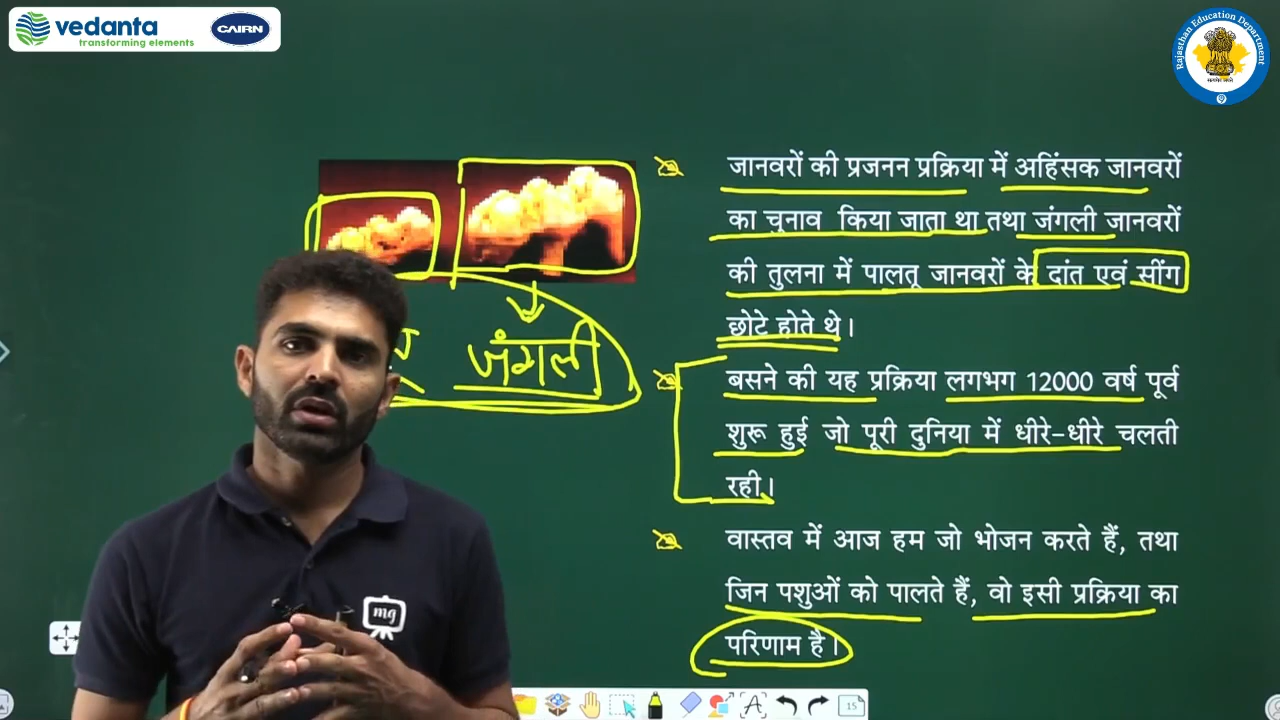 vedanta
transforming elements
CAIRN
Rajasthan Education Department
जानवरों की प्रजनन प्रक्रिया में अहिंसक जानवरों
का चुनाव किया जाता था तथा जंगली जानवरों
की तुलना में पालतू जानवरों के दांत एवं सींग
छोटे होते थे।
जंगली
बसने की यह प्रक्रिया लगभग 12000 वर्ष पूर्व
शुरू हुई जो पूरी दुनिया में धीरे-धीरे चलती
रही।
वास्तव में आज हम जो भोजन करते हैं, तथा
जिन पशुओं को पालते हैं, वो इसी प्रक्रिया का
परिणाम है।
mg
15